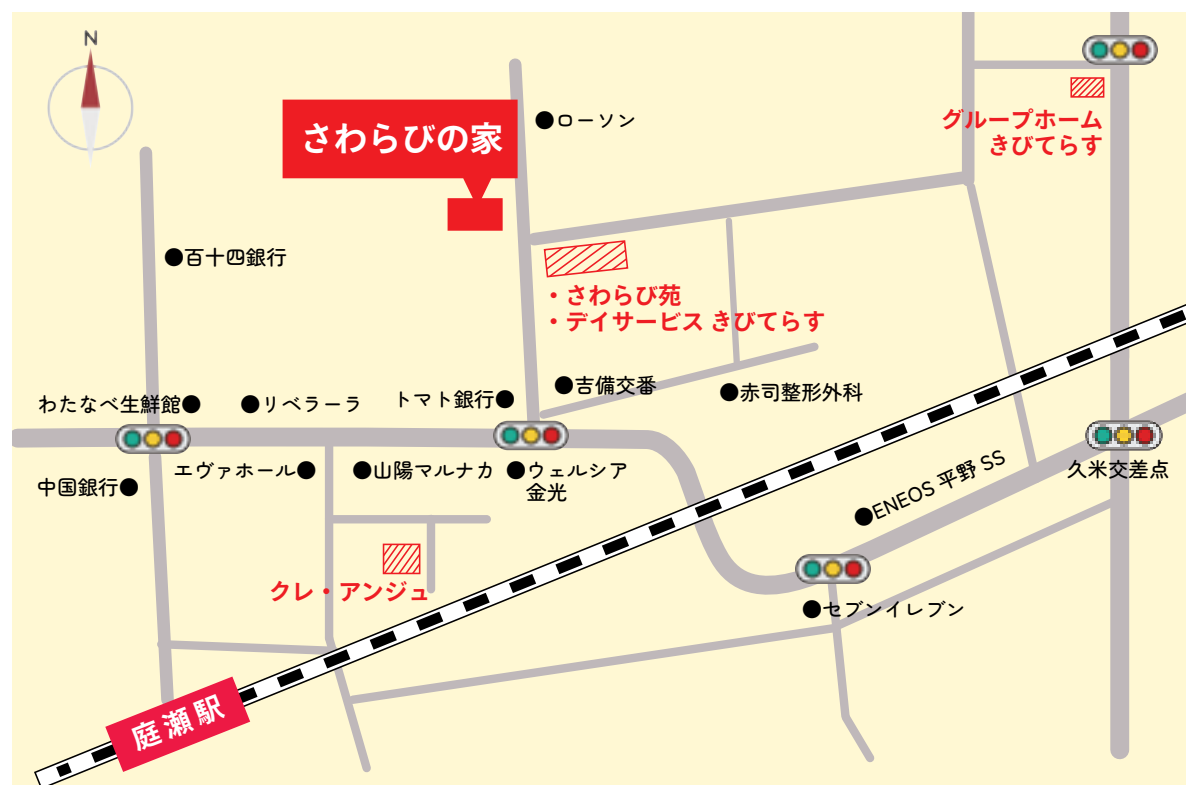 N
さわらびの家
●ローソン
グループホーム
きびてらす
●百十四銀行
・さわらび苑
・デイサービス きびてらす
わたなべ生鮮館●
●リベラーラ
トマト銀行●
●吉備交番
●赤司整形外科
中国銀行●
エヴァホール●
●山陽マルナカ
●ウェルシア
金光
●ENEOS 平野 SS
久米交差点
クレ・アンジュ
●セブンイレブン
庭瀬駅